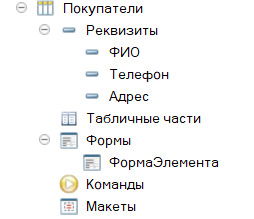 Покупатели
Реквизиты
ФИО
Телефон
Адрес
Табличные части
Формы
ФормаЭлемента
Команды
Макеты